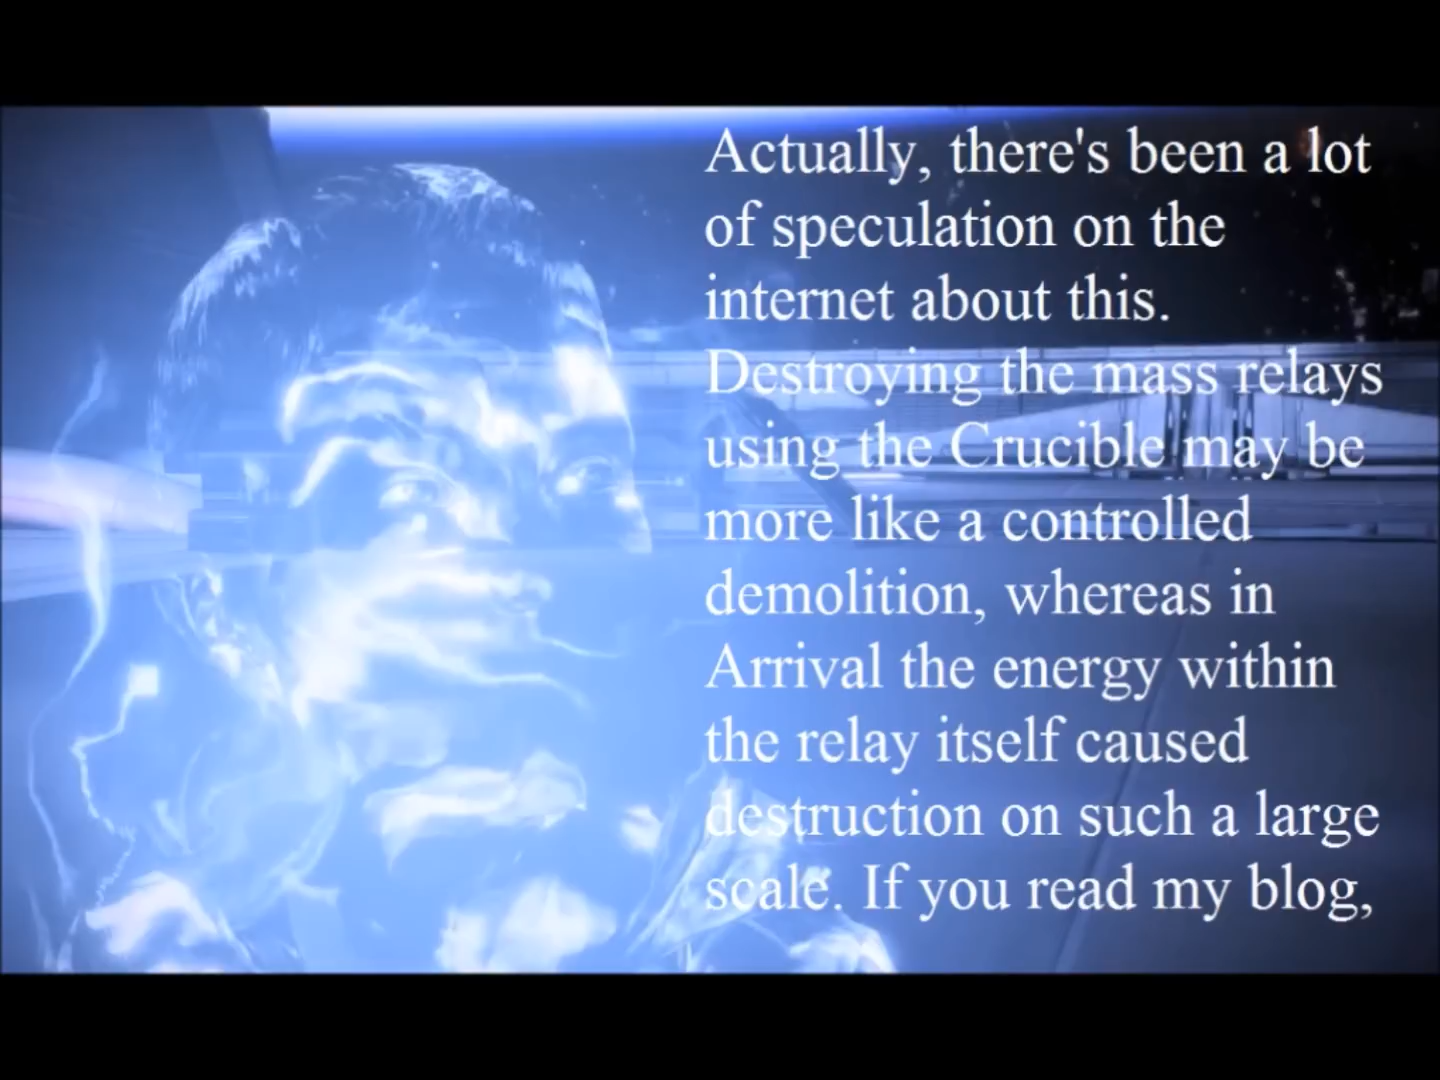 Actually, there's been a lot
of speculation on the
internet about this.
Destroying the mass relays
using the Crucible may be
more like a controlled
demolition, whereas in
Arrival the energy within
the relay itself caused
destruction on such a large
scale. If you read my blog,